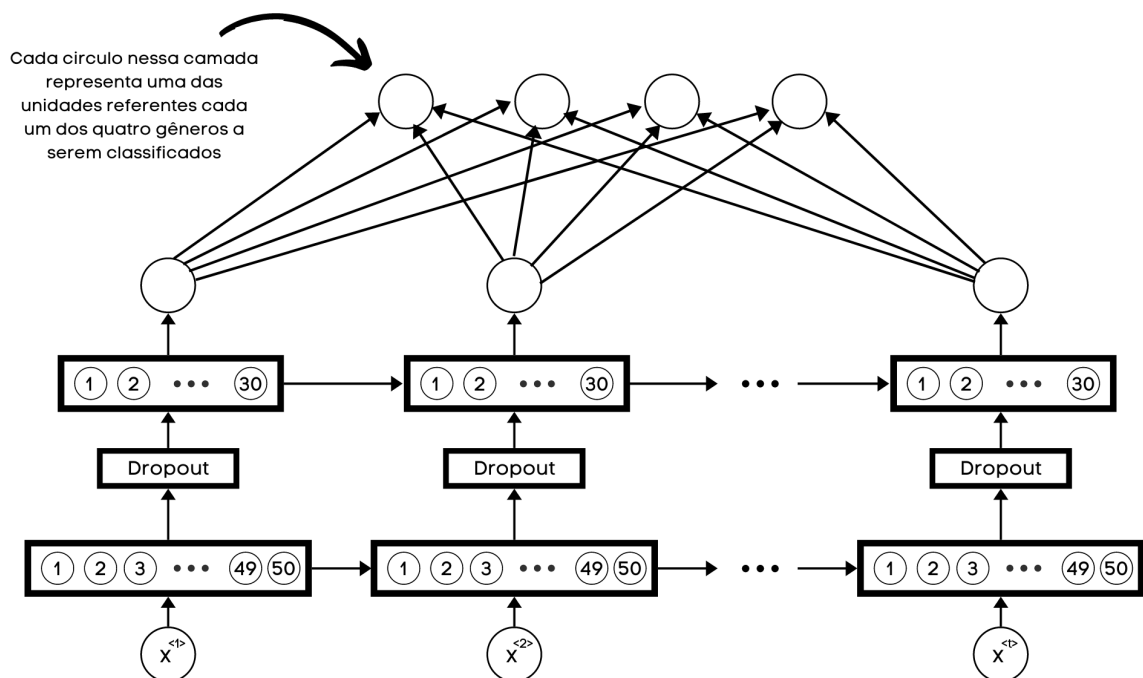 Cada circulo nessa camada
representa uma das
unidades referentes cada
um dos quatro gêneros a
serem classificados
1 2 ••• 30
1 2 ••• 30
•••
1 2 ••• 30
Dropout
Dropout
Dropout
1 2 3 ••• 49 50
1 2 3 ••• 49 50
•••
1 2 3 ••• 49 50
x<1>
x<2>
x<t>